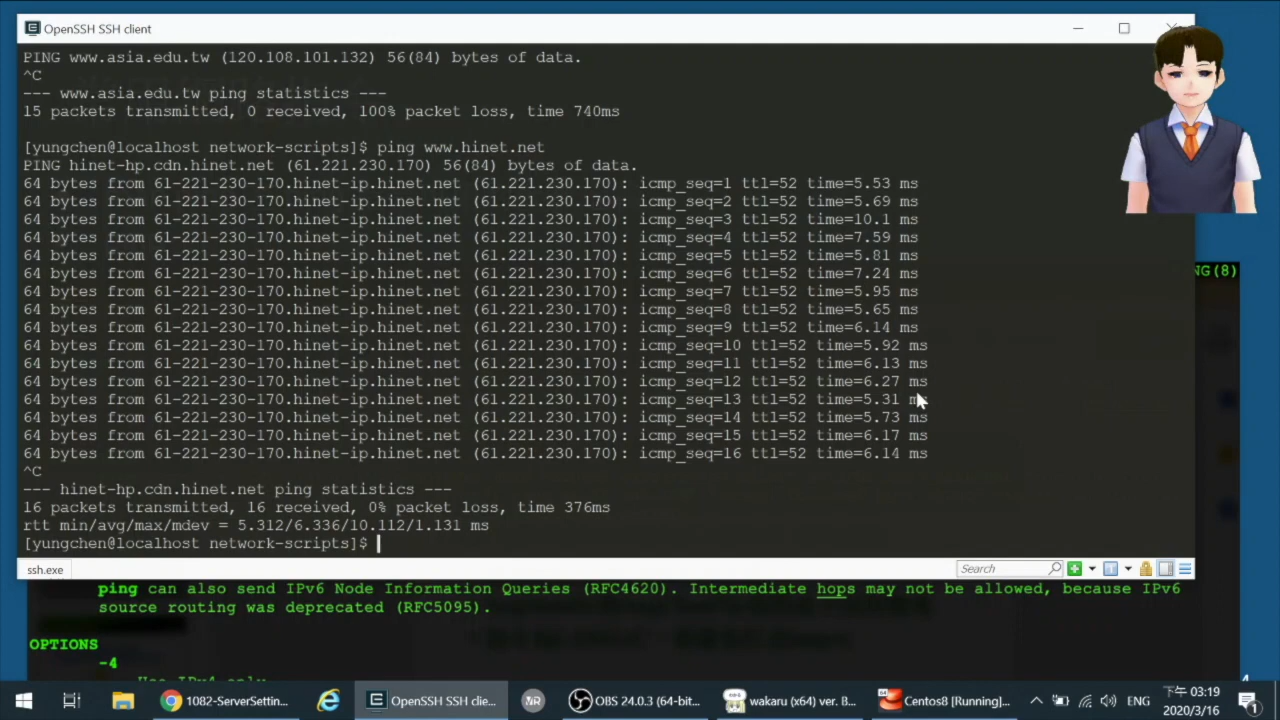 OpenSSH SSH client
PING www.asia.edu.tw (120.108.101.132) 56(84) bytes of data.
^C
--- www.asia.edu.tw ping statistics ---
15 packets transmitted, 0 received, 100% packet loss, time 740ms
[yungchen@localhost network-scripts]$ ping www.hinet.net
PING hinet-hp.cdn.hinet.net (61.221.230.170) 56(84) bytes of data.
64 bytes from 61-221-230-170.hinet-ip.hinet.net (61.221.230.170): icmp_seq=1 ttl=52 time=5.53 ms
64 bytes from 61-221-230-170.hinet-ip.hinet.net (61.221.230.170): icmp_seq=2 ttl=52 time=5.69 ms
64 bytes from 61-221-230-170.hinet-ip.hinet.net (61.221.230.170): icmp_seq=3 ttl=52 time=10.1 ms
64 bytes from 61-221-230-170.hinet-ip.hinet.net (61.221.230.170): icmp_seq=4 ttl=52 time=7.59 ms
64 bytes from 61-221-230-170.hinet-ip.hinet.net (61.221.230.170): icmp_seq=5 ttl=52 time=5.81 ms
64 bytes from 61-221-230-170.hinet-ip.hinet.net (61.221.230.170): icmp_seq=6 ttl=52 time=7.24 ms
64 bytes from 61-221-230-170.hinet-ip.hinet.net (61.221.230.170): icmp_seq=7 ttl=52 time=5.95 ms
64 bytes from 61-221-230-170.hinet-ip.hinet.net (61.221.230.170): icmp_seq=8 ttl=52 time=5.65 ms
64 bytes from 61-221-230-170.hinet-ip.hinet.net (61.221.230.170): icmp_seq=9 ttl=52 time=6.14 ms
64 bytes from 61-221-230-170.hinet-ip.hinet.net (61.221.230.170): icmp_seq=10 ttl=52 time=5.92 ms
64 bytes from 61-221-230-170.hinet-ip.hinet.net (61.221.230.170): icmp_seq=11 ttl=52 time=6.13 ms
64 bytes from 61-221-230-170.hinet-ip.hinet.net (61.221.230.170): icmp_seq=12 ttl=52 time=6.27 ms
64 bytes from 61-221-230-170.hinet-ip.hinet.net (61.221.230.170): icmp_seq=13 ttl=52 time=5.31 ms
64 bytes from 61-221-230-170.hinet-ip.hinet.net (61.221.230.170): icmp_seq=14 ttl=52 time=5.73 ms
64 bytes from 61-221-230-170.hinet-ip.hinet.net (61.221.230.170): icmp_seq=15 ttl=52 time=6.17 ms
64 bytes from 61-221-230-170.hinet-ip.hinet.net (61.221.230.170): icmp_seq=16 ttl=52 time=6.14 ms
^C
--- hinet-hp.cdn.hinet.net ping statistics ---
16 packets transmitted, 16 received, 0% packet loss, time 376ms
rtt min/avg/max/mdev = 5.312/6.336/10.112/1.131 ms
[yungchen@localhost network-scripts]$
NG(8)
ssh.exe Search
ping can also send IPv6 Node Information Queries (RFC4620). Intermediate hops may not be allowed, because IPv6
source routing was deprecated (RFC5095).
OPTIONS
-4
Use IPv4 only.
1082-ServerSettin... OpenSSH SSH clie... OBS 24.0.3 (64-bit... wakaru (x64) ver. 8... Centos8 [Running]... ENG 下午 03:19
2020/3/16 1